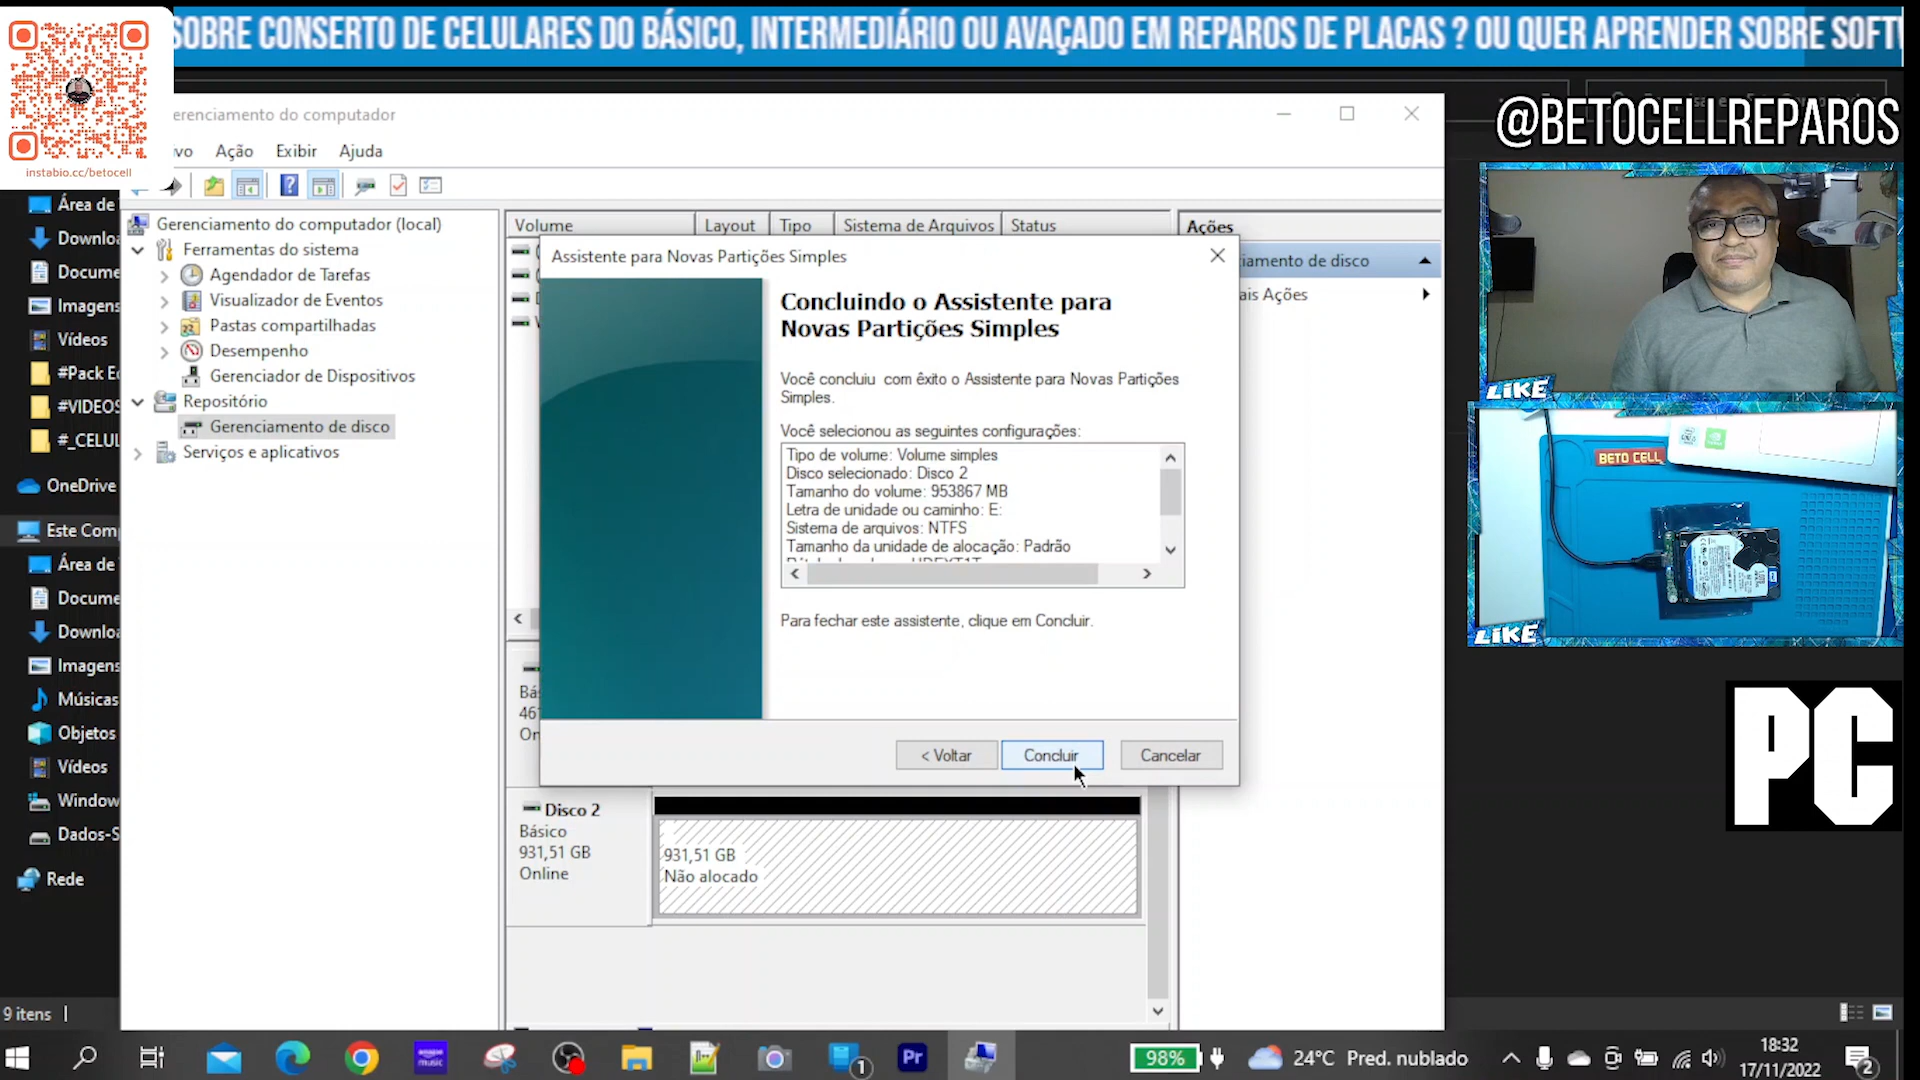 SOBRE CONSERTO DE CELULARES DO BÁSICO, INTERMEDIÁRIO OU AVAÇADO EM REPAROS DE PLACAS ? OU QUER APRENDER SOBRE
instabio.cc/betocell
@BETOCELLREPAROS
erenciamento do computador
Ação Exibir Ajuda
Área de
Downloa
Docume
Imagens
Vídeos
#Pack E
#VIDEOS
#_CELUL
OneDrive
Este Comp
Área de
Docume
Downloa
Imagens
Músicas
Objetos
Vídeos
Window
Dados-S
Rede
9 itens
Gerenciamento do computador (local)
Ferramentas do sistema
Agendador de Tarefas
Visualizador de Eventos
Pastas compartilhadas
Desempenho
Gerenciador de Dispositivos
Repositório
Gerenciamento de disco
Serviços e aplicativos
Volume Layout Tipo Sistema de Arquivos Status
Ações
iamento de disco
ais Ações
Assistente para Novas Partições Simples
Concluindo o Assistente para
Novas Partições Simples
Você concluiu com êxito o Assistente para Novas Partições
Simples.
Você selecionou as seguintes configurações:
Tipo de volume: Volume simples
Disco selecionado: Disco 2
Tamanho do volume: 953867 MB
Letra de unidade ou caminho: E:
Sistema de arquivos: NTFS
Tamanho da unidade de alocação: Padrão
Para fechar este assistente, clique em Concluir.
< Voltar Concluir Cancelar
Bás
461
On
Disco 2
Básico
931,51 GB
Online
931,51 GB
Não alocado
LIKE
BETO CELL
LIKE
PC
Pr
1
98%
24°C Pred. nublado
18:32
17/11/2022
2